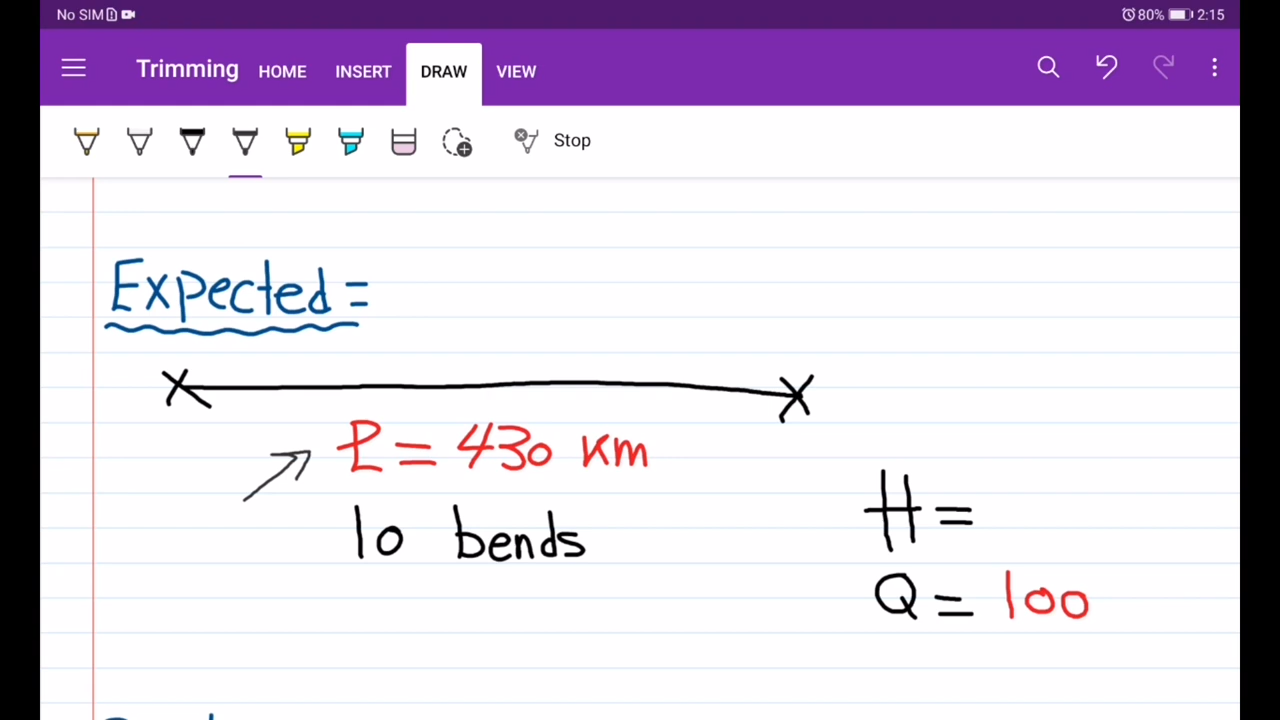 No SIM 80% 2:15
Trimming HOME INSERT DRAW VIEW
Stop
Expected =
L = 430 km
10 bends
H =
Q = 100